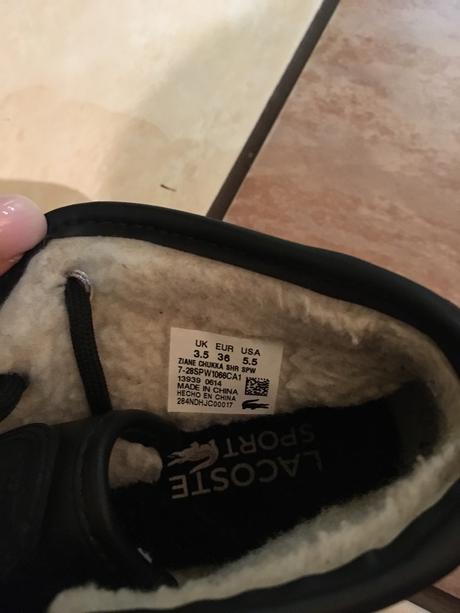 UK EUR USA
3.5 36 5.5
ZIANE CHUKKA SHR SPW
7-28SPW1066CA1
13939 0614
MADE IN CHINA
HECHO EN CHINA
284NDHJC00017
LACOSTE
SPORT